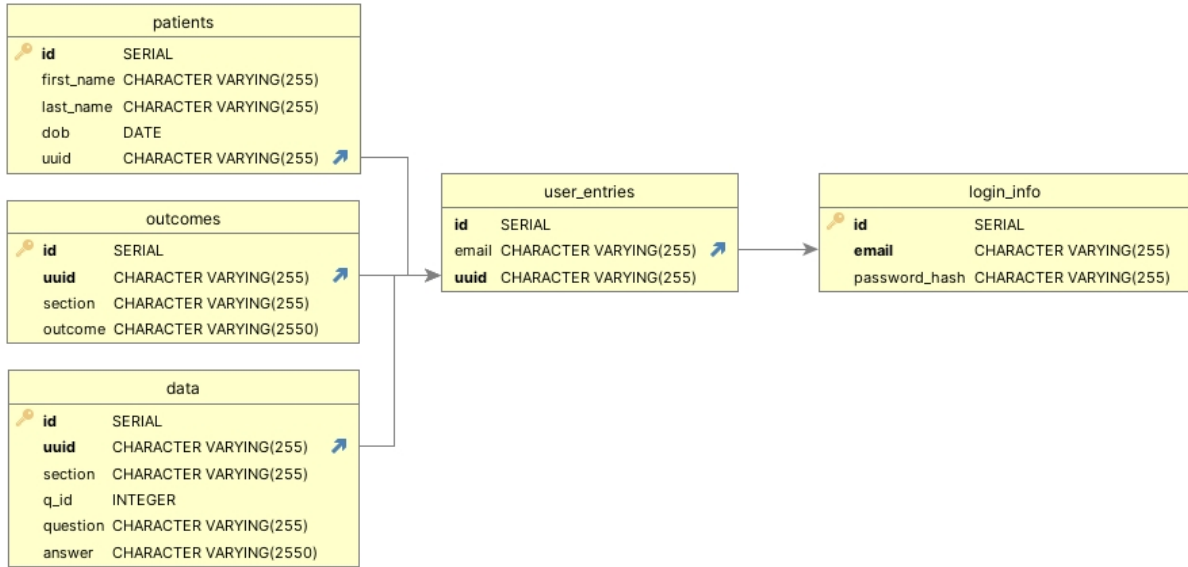 patients
id SERIAL
first_name CHARACTER VARYING(255)
last_name CHARACTER VARYING(255)
dob DATE
uuid CHARACTER VARYING(255)
outcomes
id SERIAL
uuid CHARACTER VARYING(255)
section CHARACTER VARYING(255)
outcome CHARACTER VARYING(2550)
data
id SERIAL
uuid CHARACTER VARYING(255)
section CHARACTER VARYING(255)
q_id INTEGER
question CHARACTER VARYING(255)
answer CHARACTER VARYING(2550)
user_entries
id SERIAL
email CHARACTER VARYING(255)
uuid CHARACTER VARYING(255)
login_info
id SERIAL
email CHARACTER VARYING(255)
password_hash CHARACTER VARYING(255)